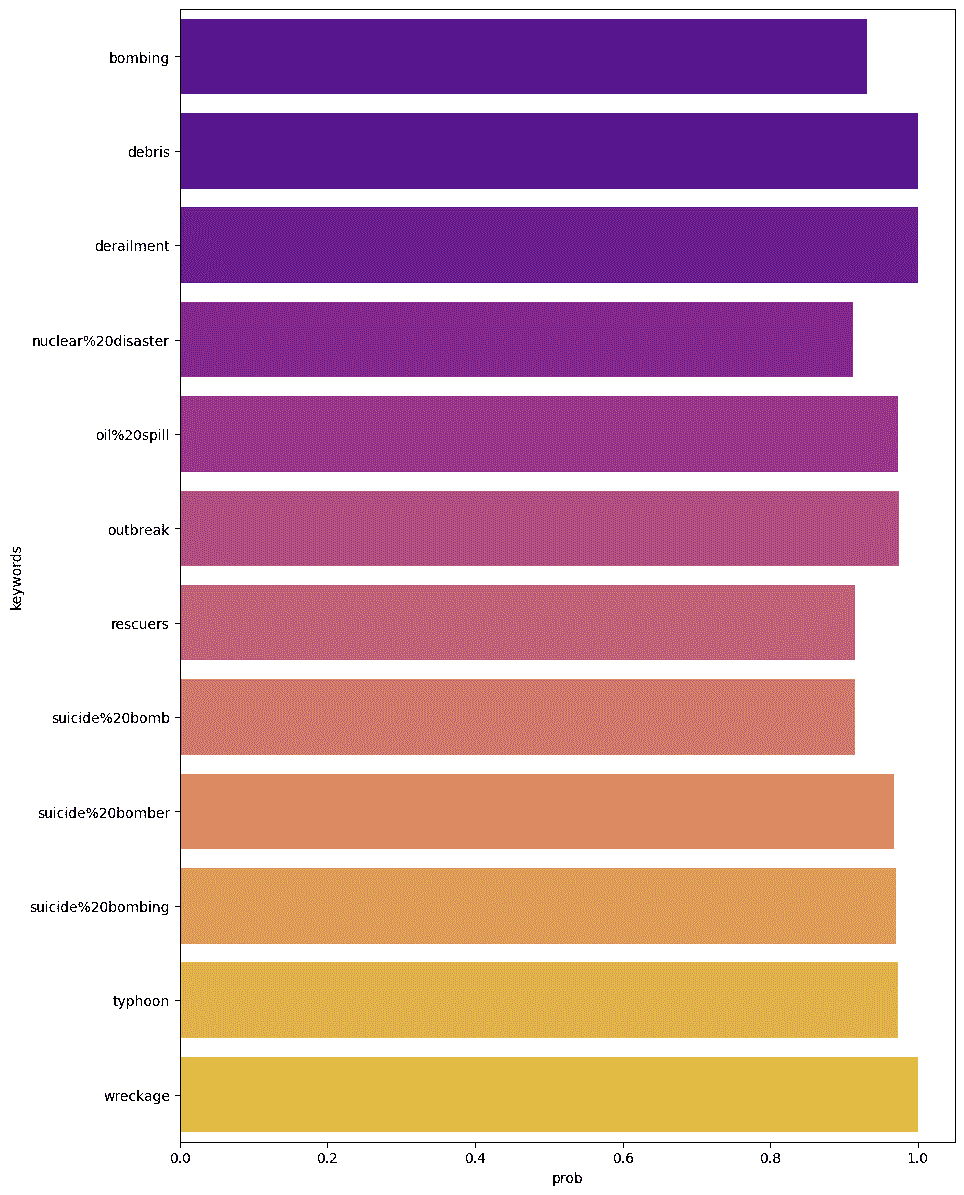 bombing
debris
derailment
nuclear%20disaster
oil%20spill
outbreak
rescuers
suicide%20bomb
suicide%20bomber
suicide%20bombing
typhoon
wreckage
keywords
0.0 0.2 0.4 0.6 0.8 1.0
prob